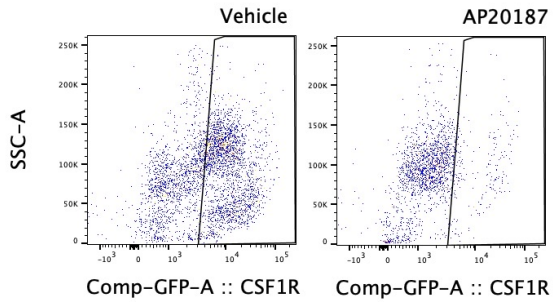 Vehicle AP20187
SSC-A
250K 250K
200K 200K
150K 150K
100K 100K
50K 50K
0 0
-10³ 0 10³ 10⁴ 10⁵ -10³ 0 10³ 10⁴ 10⁵
Comp-GFP-A :: CSF1R Comp-GFP-A :: CSF1R